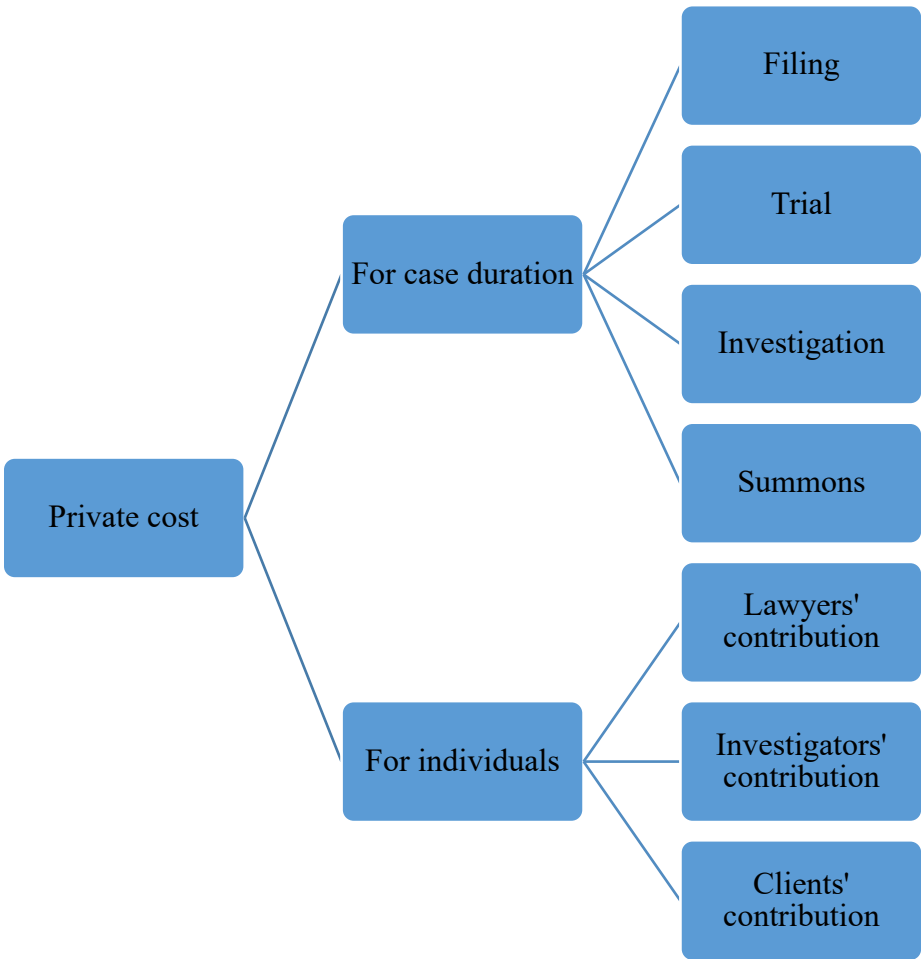 Filing
Trial
For case duration
Investigation
Summons
Private cost
Lawyers'
contribution
For individuals
Investigators'
contribution
Clients'
contribution